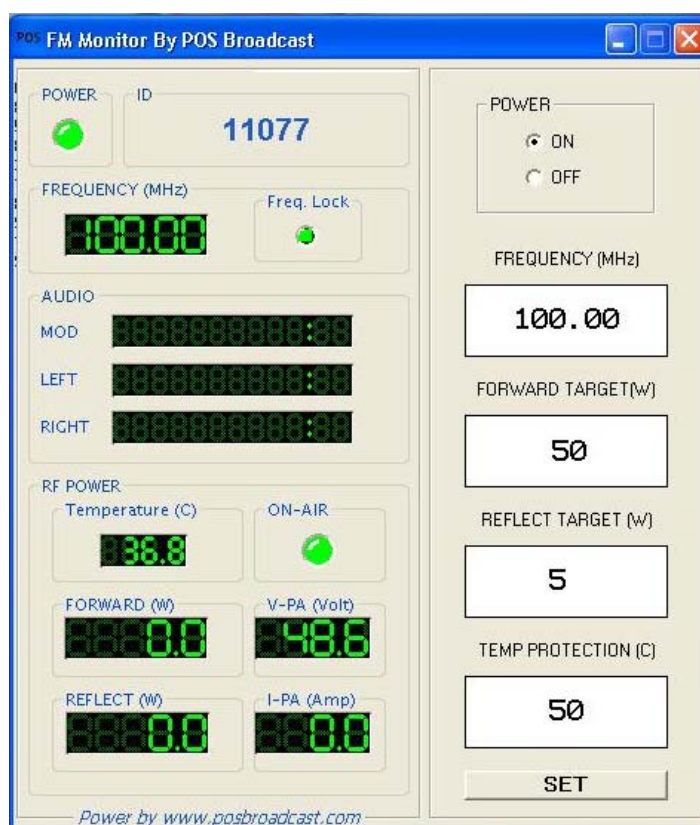 POS FM Monitor By POS Broadcast
POWER
ID
11077
FREQUENCY (MHz)
100.00
Freq. Lock
AUDIO
MOD
LEFT
RIGHT
RF POWER
Temperature (C)
36.8
ON-AIR
FORWARD (W)
0.0
V-PA (Volt)
48.6
REFLECT (W)
0.0
I-PA (Amp)
0.0
Power by www.posbroadcast.com
POWER
ON
OFF
FREQUENCY (MHz)
100.00
FORWARD TARGET(W)
50
REFLECT TARGET (W)
5
TEMP PROTECTION (C)
50
SET